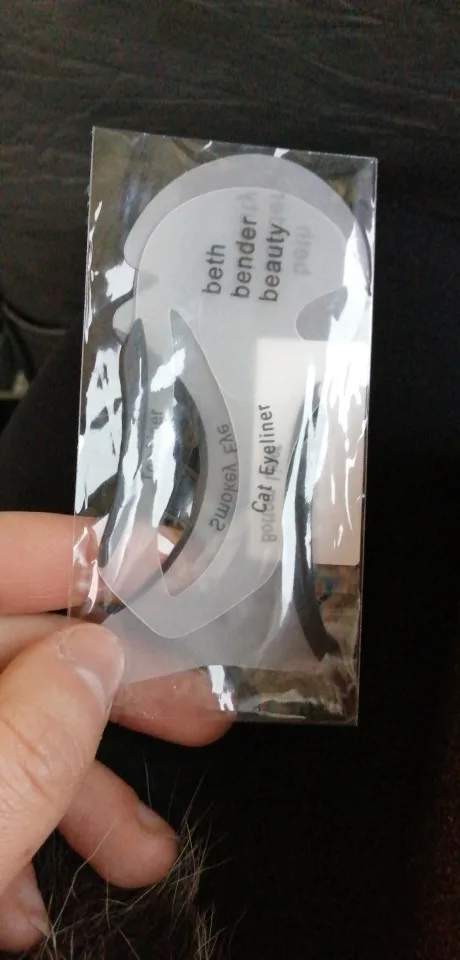 beth
bender
beauty
Cat Eyeliner
Smokey Eye